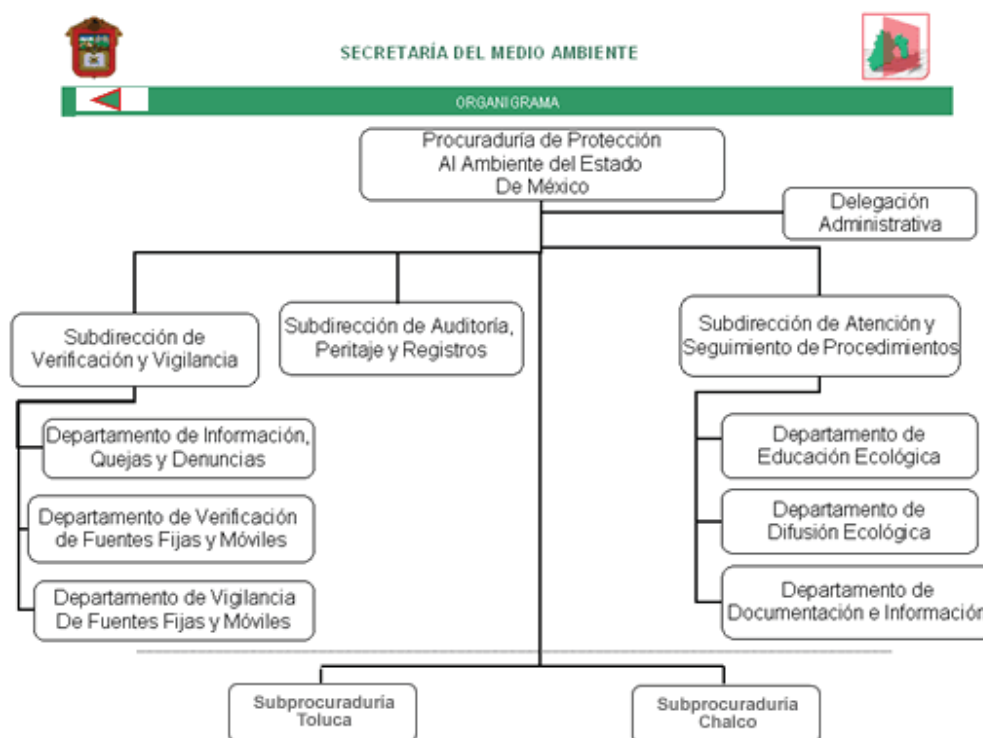 SECRETARÍA DEL MEDIO AMBIENTE
ORGANIGRAMA
Procuraduría de Protección
Al Ambiente del Estado
De México
Delegación
Administrativa
Subdirección de
Verificación y Vigilancia
Subdirección de Auditoría,
Peritaje y Registros
Subdirección de Atención y
Seguimiento de Procedimientos
Departamento de Información,
Quejas y Denuncias
Departamento de Verificación
de Fuentes Fijas y Móviles
Departamento de Vigilancia
De Fuentes Fijas y Móviles
Departamento de
Educación Ecológica
Departamento de
Difusión Ecológica
Departamento de
Documentación e Información
Subprocuraduría
Toluca
Subprocuraduría
Chalco